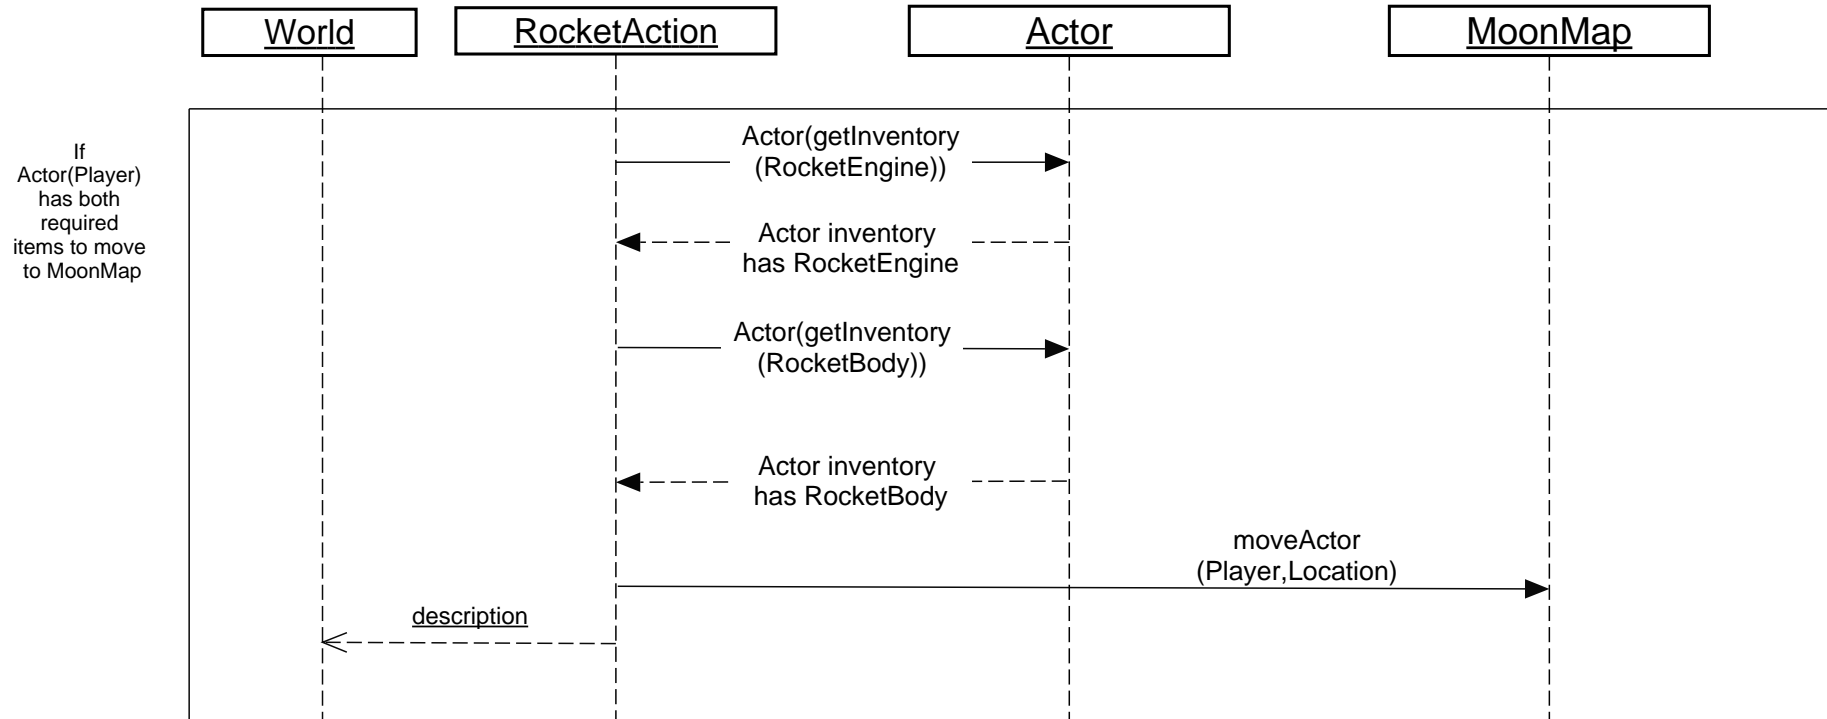 World
RocketAction
Actor
MoonMap
If
Actor(Player)
has both
required
items to move
to MoonMap
Actor(getInventory
(RocketEngine))
Actor inventory
has RocketEngine
Actor(getInventory
(RocketBody))
Actor inventory
has RocketBody
moveActor
(Player,Location)
description